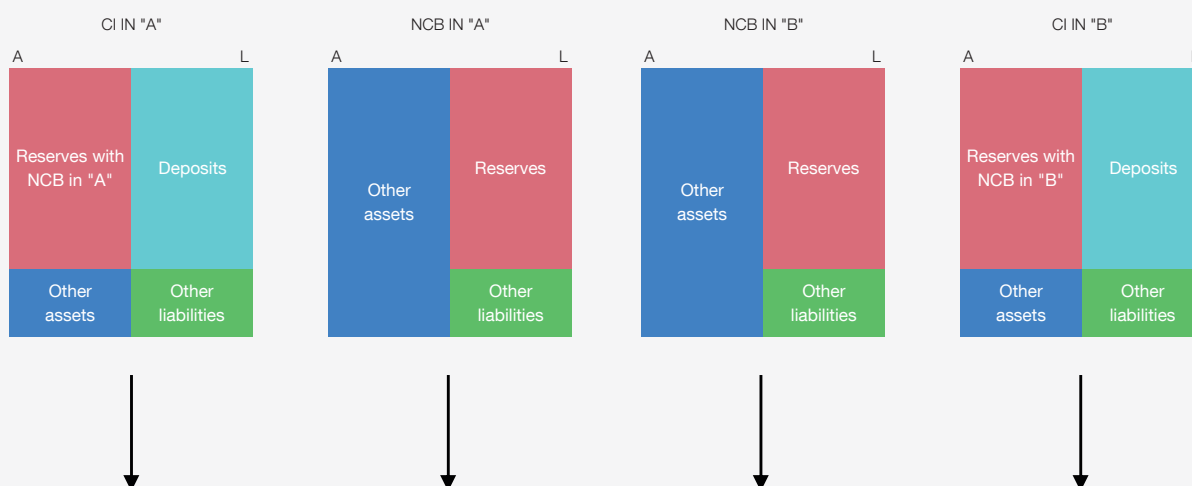 CI IN "A"
NCB IN "A"
NCB IN "B"
CI IN "B"
A L
A L
A L
A
Reserves with
NCB in "A"
Deposits
Other
assets
Other
liabilities
Other
assets
Reserves
Other
liabilities
Other
assets
Reserves
Other
liabilities
Reserves with
NCB in "B"
Deposits
Other
assets
Other
liabilities